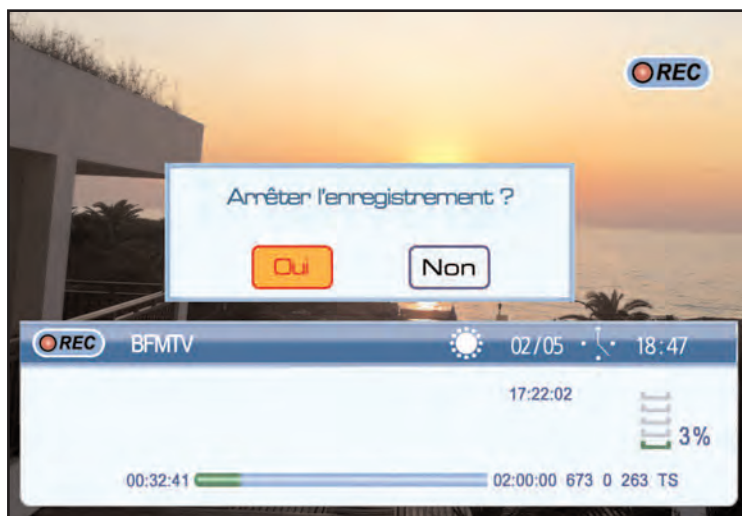 REC
Arrêter l'enregistrement ?
Oui Non
REC BFMTV 02/05 18:47
17:22:02
3%
00:32:41 02:00:00 673 0 263 TS